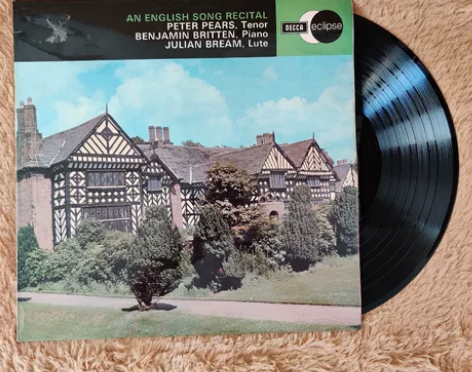 AN ENGLISH SONG RECITAL
PETER PEARS, Tenor
BENJAMIN BRITTEN, Piano
JULIAN BREAM, Lute
DECCA eclipse